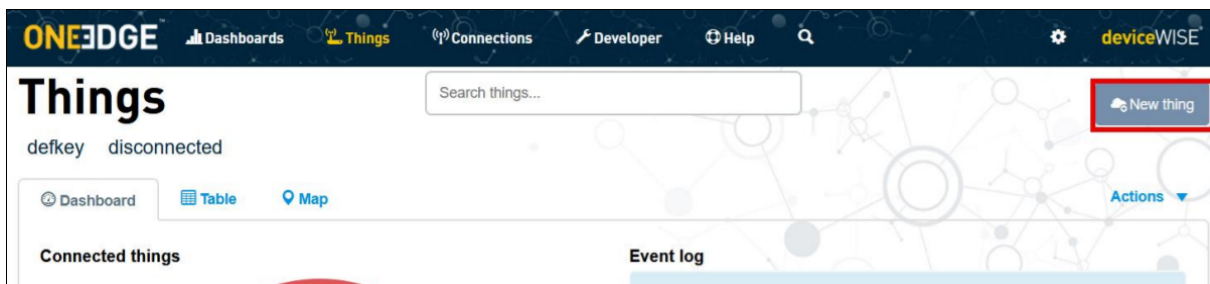 ONEEDGE Dashboards Things Connections Developer Help deviceWISE
Things
Search things...
New thing
defkey disconnected
Dashboard Table Map
Actions
Connected things
Event log